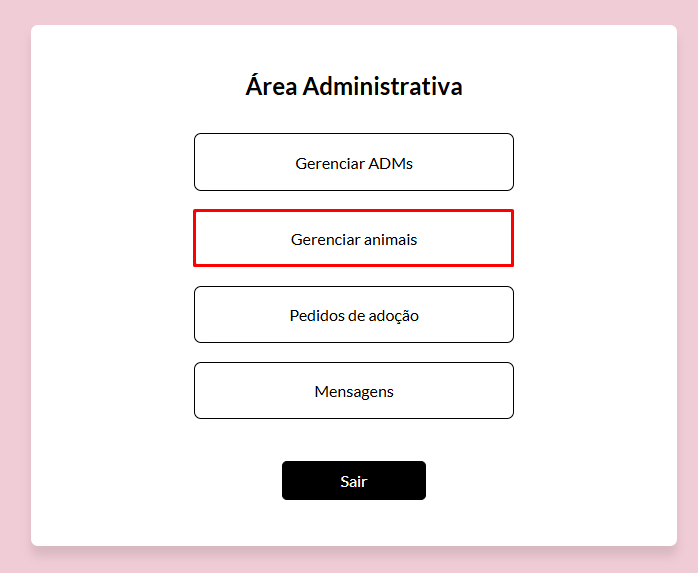 Área Administrativa
Gerenciar ADMs
Gerenciar animais
Pedidos de adoção
Mensagens
Sair